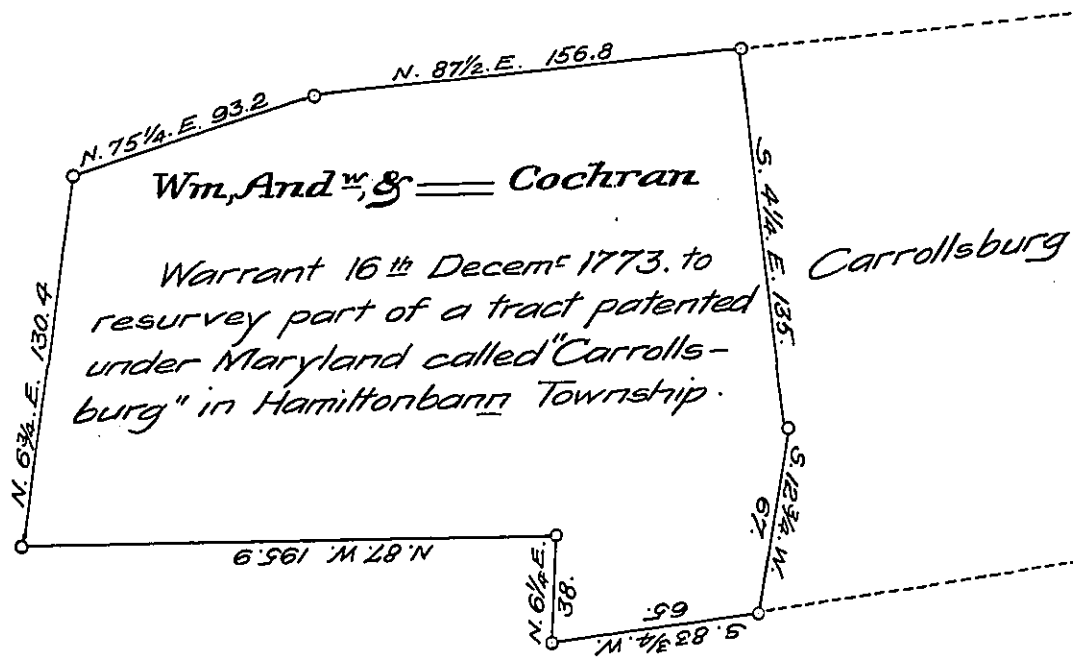 N. 87½. E. 156.8
N. 75¼. E. 93.2
Wm, And w, & == Cochran
S. 4¼. E. 135.
Carrollsburg
Warrant 16th Decemr 1773. to
resurvey part of a tract patented
under Maryland called "Carrolls-
burg" in Hamiltonbann Township.
N. 6¾. E. 130.4
S. 12¾. W.
67.
N. 87. W. 195.9
N. 6¼ E.
38.
S. 83¾. W.
65.